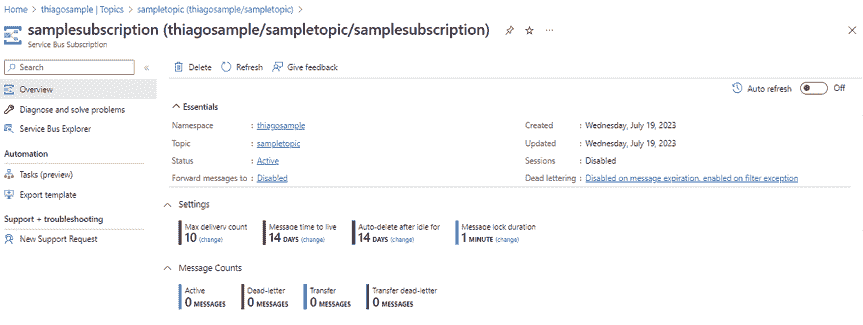 Home > thiagosample | Topics > sampletopic (thiagosample/sampletopic) >
samplesubscription (thiagosample/sampletopic/samplesubscription)
Service Bus Subscription
Search
Delete Refresh Give feedback
Overview
Auto refresh Off
Diagnose and solve problems
Essentials
Service Bus Explorer
Namespace : thiagosample Created : Wednesday, July 19, 2023
Topic : sampletopic Updated : Wednesday, July 19, 2023
Automation
Status : Active Sessions : Disabled
Tasks (preview)
Forward messages to : Disabled Dead lettering : Disabled on message expiration, enabled on filter exception
Export template
Settings
Support + troubleshooting
Max delivery count Message time to live Auto-delete after idle for Message lock duration
New Support Request
10 (change) 14 DAYS (change) 14 DAYS (change) 1 MINUTE (change)
Message Counts
Active Dead-letter Transfer Transfer dead-letter
0 MESSAGES 0 MESSAGES 0 MESSAGES 0 MESSAGES